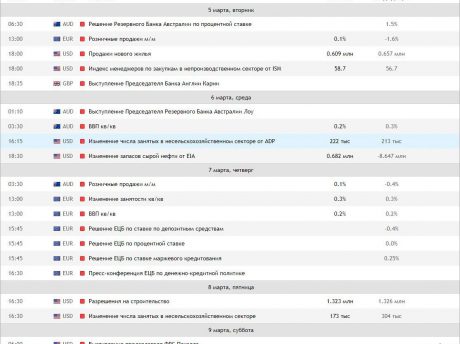 5 марта, вторник
06:30 AUD Решение Резервного Банка Австралии по процентной ставке 1.5%
13:00 EUR Розничные продажи м/м 0.1% -1.6%
18:00 USD Продажи нового жилья 0.609 млн 0.657 млн
18:00 USD Индекс менеджеров по закупкам в непроизводственном секторе от ISM 58.7 56.7
18:35 GBP Выступление Председателя Банка Англии Карни
6 марта, среда
01:10 AUD Выступление Председателя Резервного Банка Австралии Лоу
03:30 AUD ВВП кв/кв 0.2% 0.3%
16:15 USD Изменение числа занятых в несельскохозяйственном секторе от ADP 222 тыс 213 тыс
18:30 USD Изменение запасов сырой нефти от EIA 0.682 млн -8.647 млн
7 марта, четверг
03:30 AUD Розничные продажи м/м 0.1% -0.4%
13:00 EUR Изменение занятости кв/кв 0.3% 0.3%
13:00 EUR ВВП кв/кв 0.2% 0.2%
15:45 EUR Решение ЕЦБ по ставке по депозитным средствам -0.4%
15:45 EUR Решение ЕЦБ по процентной ставке 0.0%
15:45 EUR Решение ЕЦБ по ставке маржевого кредитования 0.25%
16:30 EUR Пресс-конференция ЕЦБ по денежно-кредитной политике
8 марта, пятница
16:30 USD Разрешения на строительство 1.323 млн 1.326 млн
16:30 USD Изменение числа занятых в несельскохозяйственном секторе 173 тыс 304 тыс
9 марта, суббота